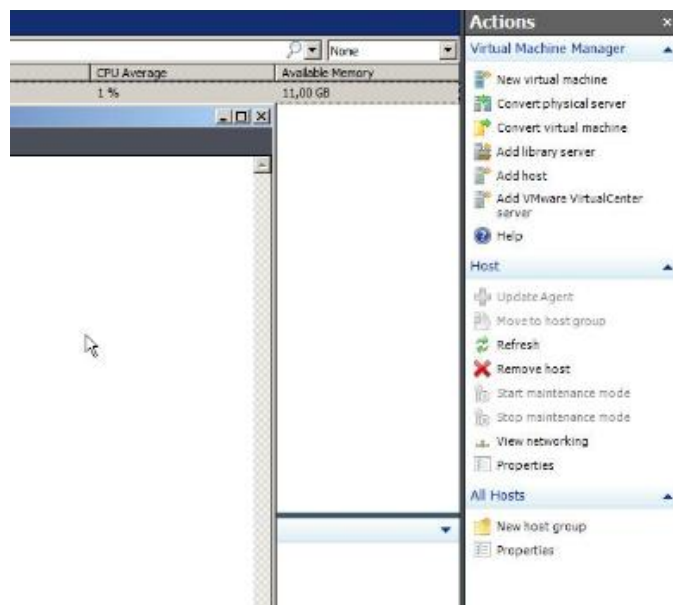 Actions
None
Virtual Machine Manager
CPU Average
Available Memory
1 %
11,00 GB
New virtual machine
Convert physical server
Convert virtual machine
Add library server
Add host
Add VMware VirtualCenter
server
Help
Host
Update Agent
Move to host group
Refresh
Remove host
Start maintenance mode
Stop maintenance mode
View networking
Properties
All Hosts
New host group
Properties